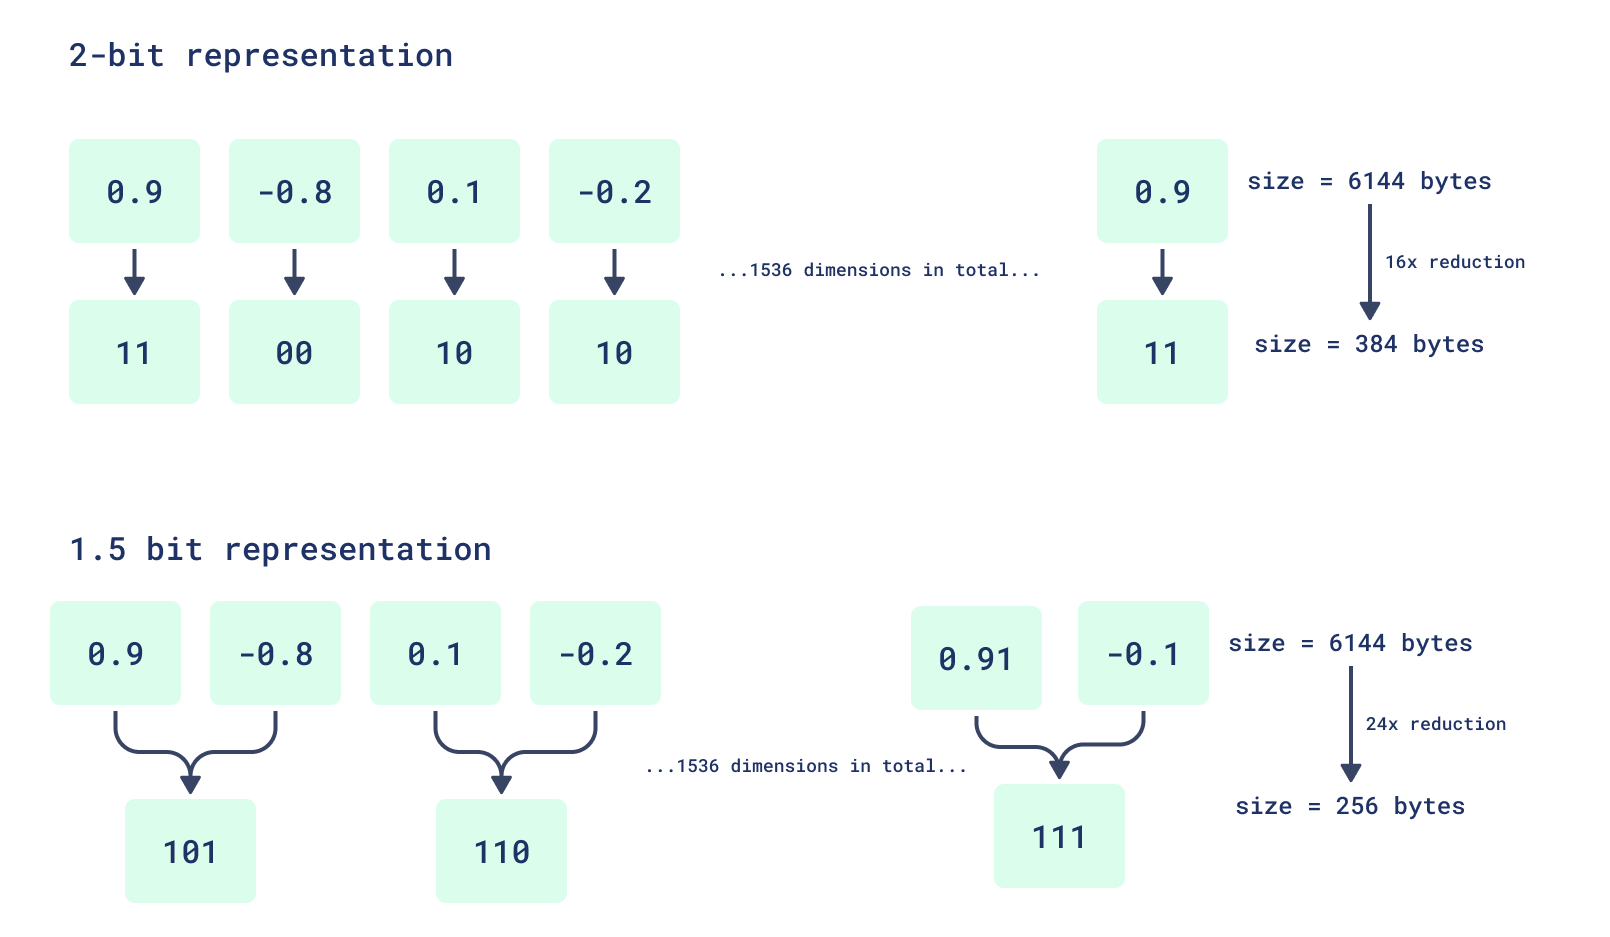 2-bit representation
0.9 -0.8 0.1 -0.2 0.9 size = 6144 bytes
...1536 dimensions in total... 16x reduction
11 00 10 10 11 size = 384 bytes
1.5 bit representation
0.9 -0.8 0.1 -0.2 0.91 -0.1 size = 6144 bytes
24x reduction
...1536 dimensions in total...
101 110 111 size = 256 bytes